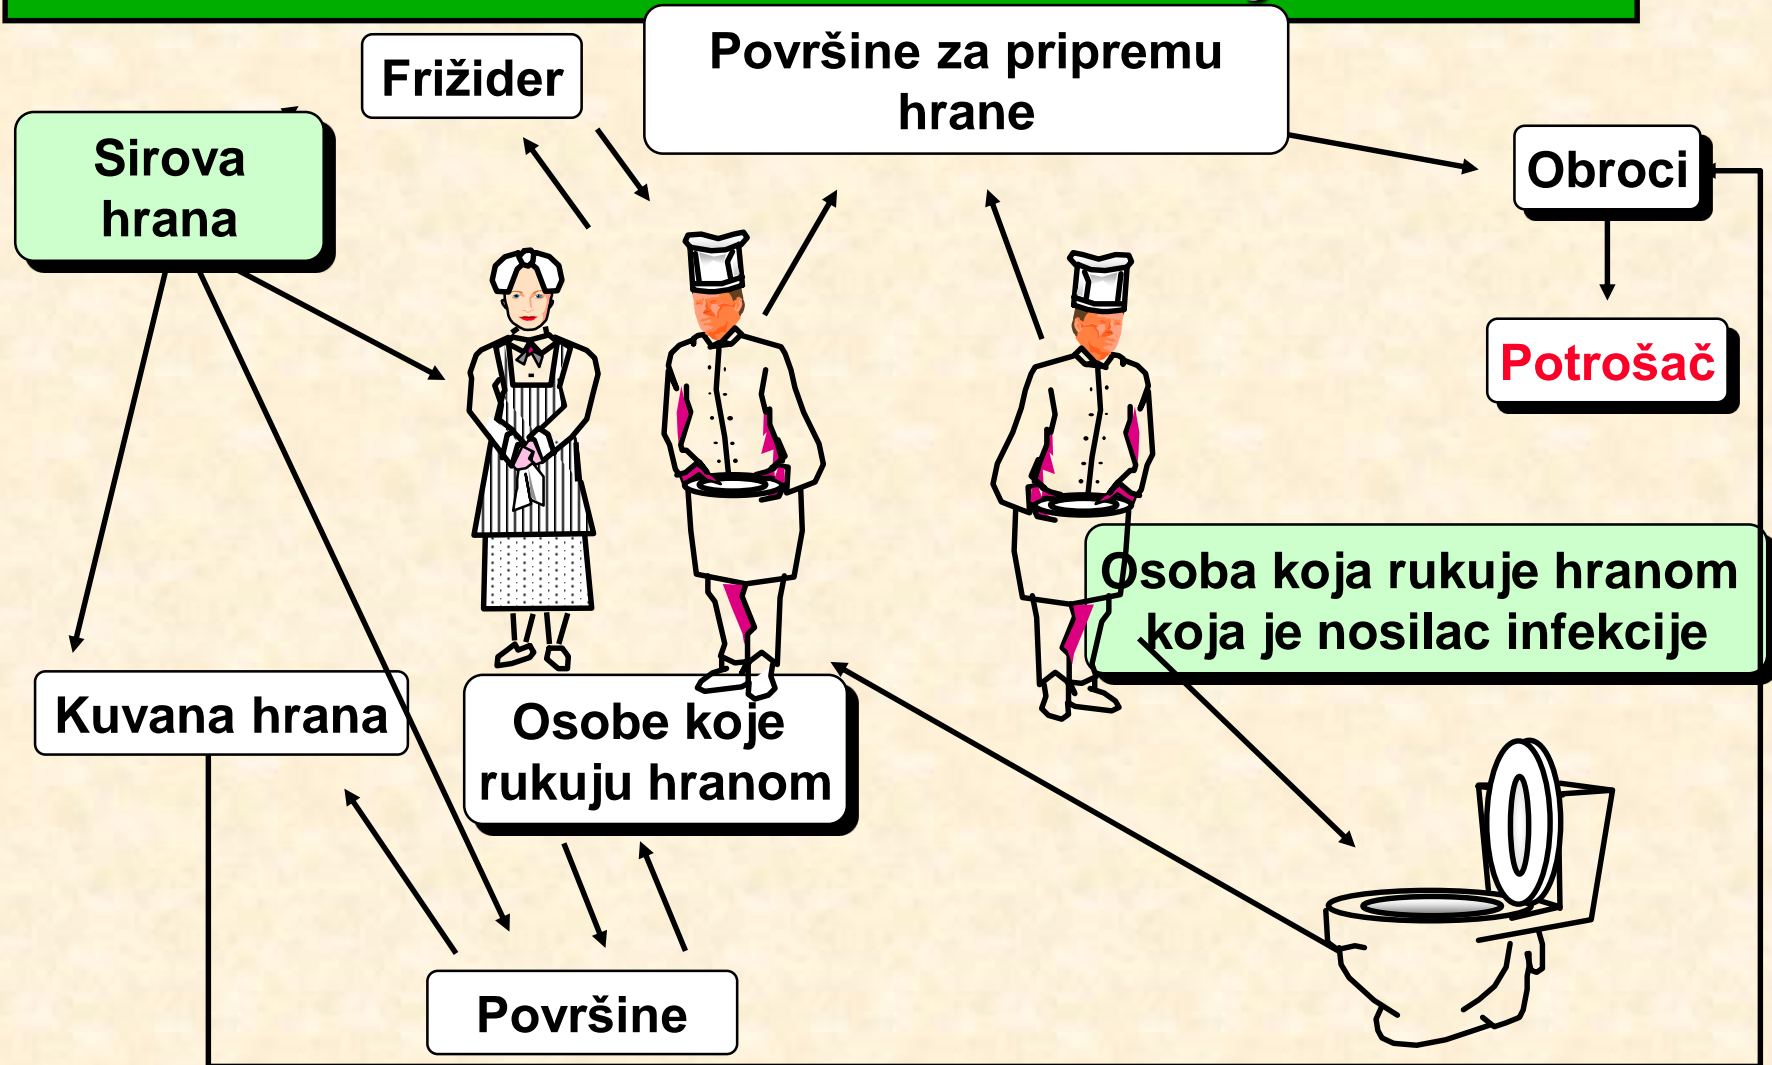 Površine za pripremu
hrane
Frižider
Sirova
hrana
Obroci
Potrošač
Osoba koja rukuje hranom
koja je nosilac infekcije
Kuvana hrana
Osobe koje
rukuju hranom
Površine